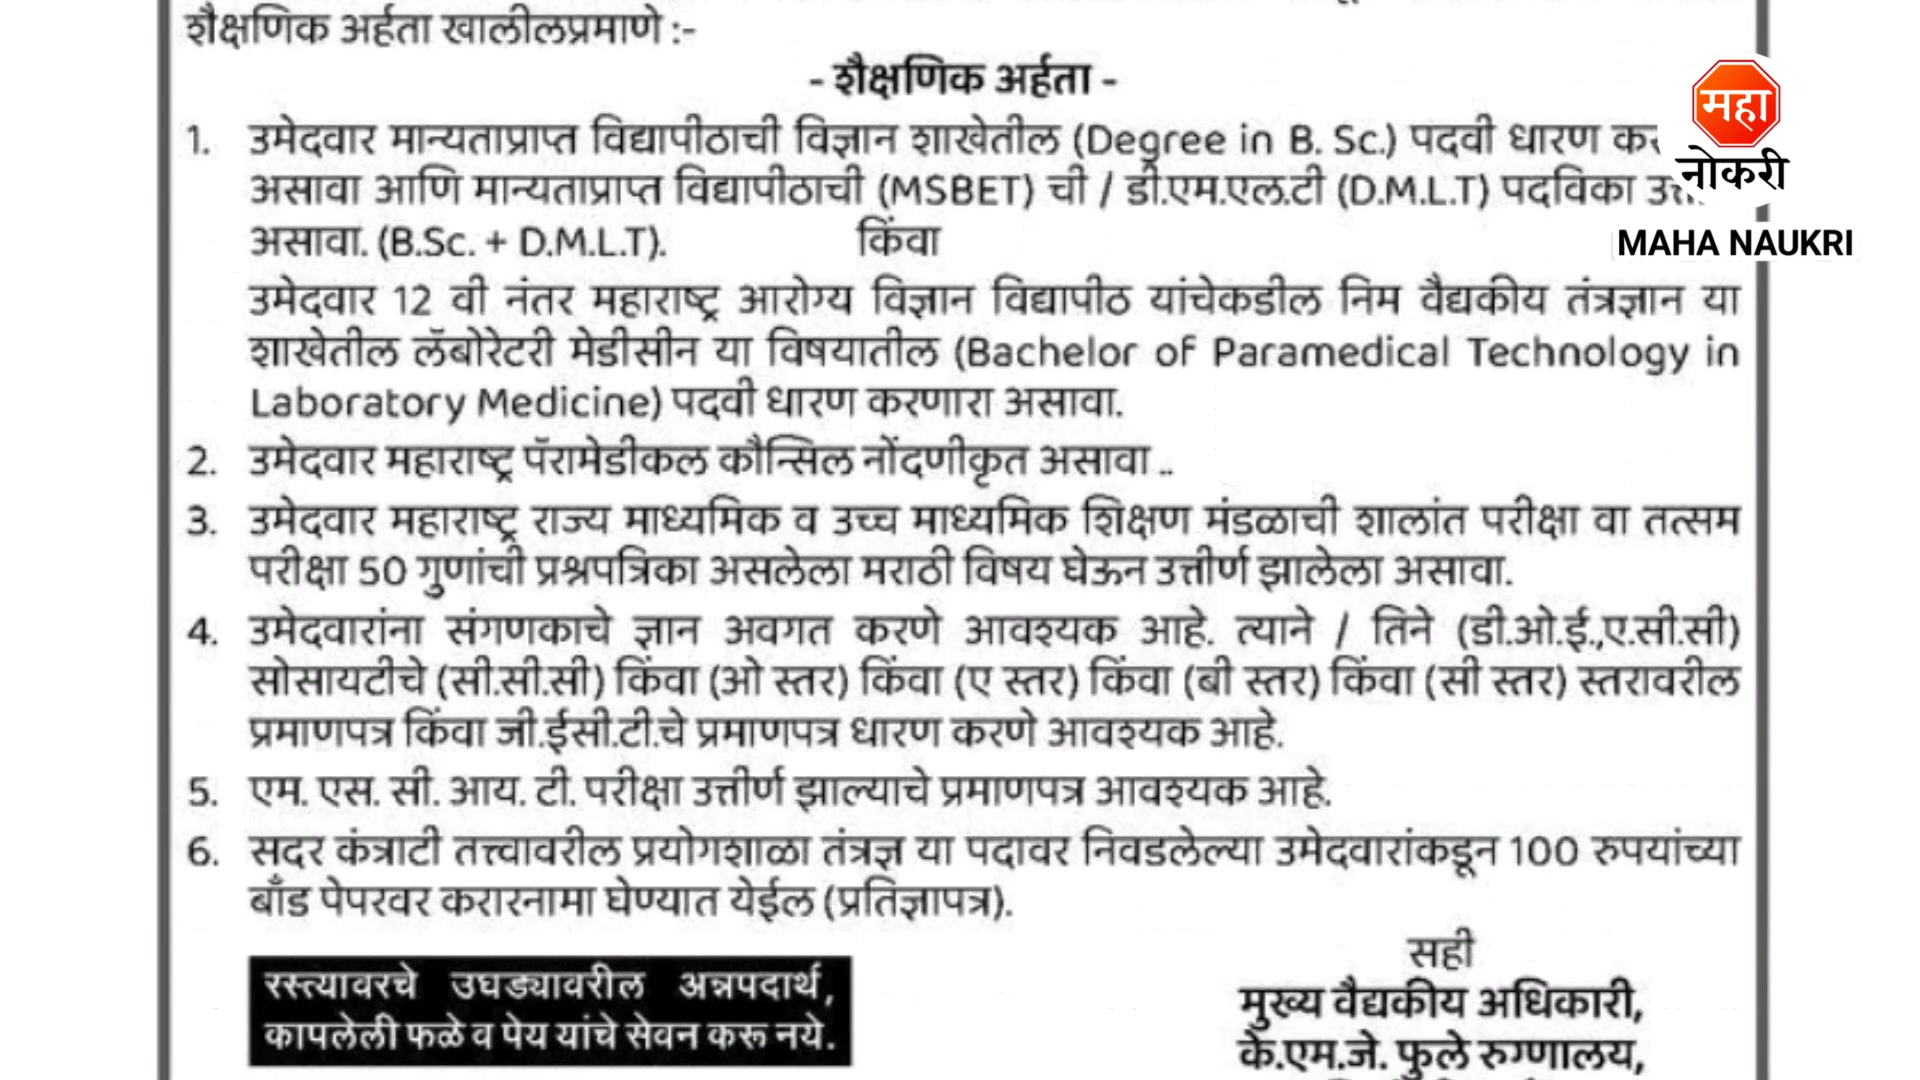 शैक्षणिक अर्हता खालीलप्रमाणे :-
- शैक्षणिक अर्हता -
महा
नोकरी
MAHA NAUKRI
1. उमेदवार मान्यताप्राप्त विद्यापीठाची विज्ञान शाखेतील (Degree in B. Sc.) पदवी धारण
असावा आणि मान्यताप्राप्त विद्यापीठाची (MSBET) ची / डी.एम.एल.टी (D.M.L.T) पदविका
असावा. (B.Sc. + D.M.L.T). किंवा
उमेदवार 12 वी नंतर महाराष्ट्र आरोग्य विज्ञान विद्यापीठ यांचेकडील निम वैद्यकीय तंत्रज्ञान या
शाखेतील लॅबोरेटरी मेडीसीन या विषयातील (Bachelor of Paramedical Technology in
Laboratory Medicine) पदवी धारण करणारा असावा.
2. उमेदवार महाराष्ट्र पॅरामेडीकल कौन्सिल नोंदणीकृत असावा ..
3. उमेदवार महाराष्ट्र राज्य माध्यमिक व उच्च माध्यमिक शिक्षण मंडळाची शालांत परीक्षा वा तत्सम
परीक्षा 50 गुणांची प्रश्नपत्रिका असलेला मराठी विषय घेऊन उत्तीर्ण झालेला असावा.
4. उमेदवारांना संगणकाचे ज्ञान अवगत करणे आवश्यक आहे. त्याने / तिने (डी.ओ.ई.,ए.सी.सी)
सोसायटीचे (सी.सी.सी) किंवा (ओ स्तर) किंवा (ए स्तर) किंवा (बी स्तर) किंवा (सी स्तर) स्तरावरील
प्रमाणपत्र किंवा जी.ईसी.टी.चे प्रमाणपत्र धारण करणे आवश्यक आहे.
5. एम. एस. सी. आय. टी. परीक्षा उत्तीर्ण झाल्याचे प्रमाणपत्र आवश्यक आहे.
6. सदर कंत्राटी तत्त्वावरील प्रयोगशाळा तंत्रज्ञ या पदावर निवडलेल्या उमेदवारांकडून 100 रुपयांच्या
बाँड पेपरवर करारनामा घेण्यात येईल (प्रतिज्ञापत्र).
रस्त्यावरचे उघड्यावरील अन्नपदार्थ,
कापलेली फळे व पेय यांचे सेवन करू नये.
सही
मुख्य वैद्यकीय अधिकारी,
के.एम.जे. फुले रुग्णालय,